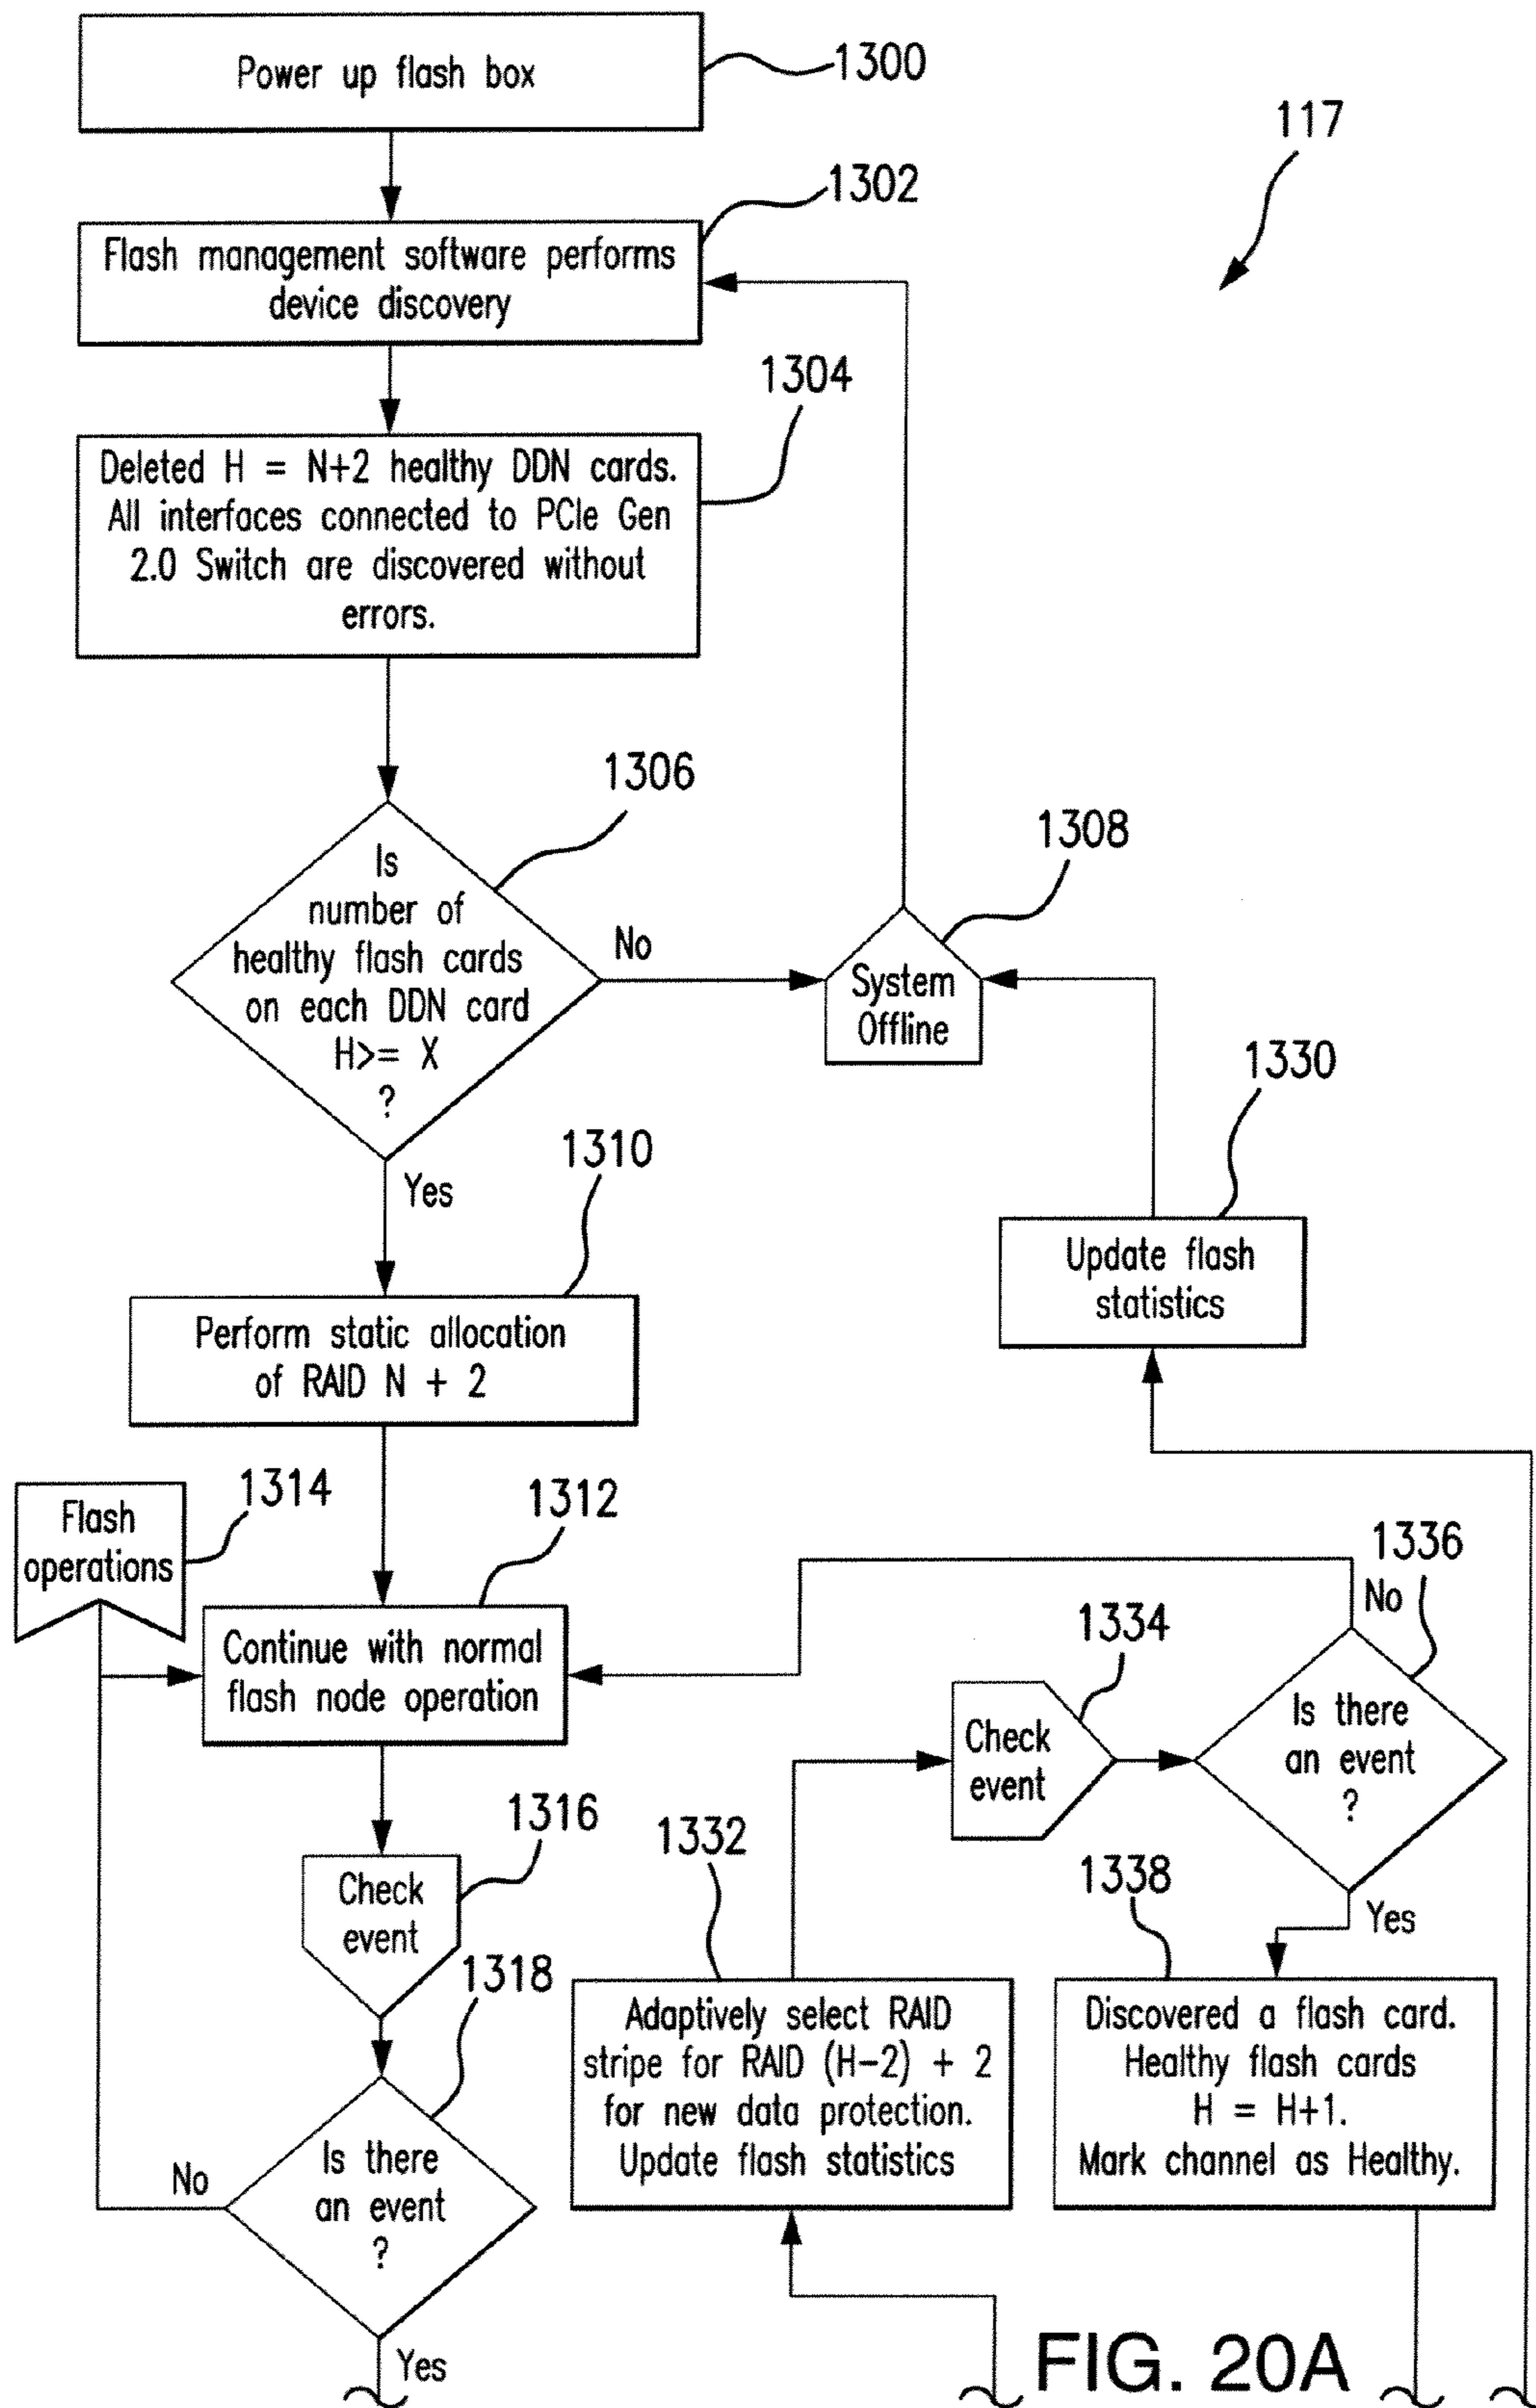 Power up flash box
1300
117
1302
Flash management software performs
device discovery
1304
Deleted H = N+2 healthy DDN cards.
All interfaces connected to PCIe Gen
2.0 Switch are discovered without
errors.
1306
Is
number of
healthy flash cards
on each DDN card
H>= X
?
No
1308
System
Offline
Yes
1310
1330
Update flash
statistics
Perform static allocation
of RAID N + 2
Flash
operations
1314
1312
Continue with normal
flash node operation
1336
No
1334
Check
event
Is there
an event
?
Yes
1316
Check
event
1318
Is there
an event
?
No
Yes
1332
Adaptively select RAID
stripe for RAID (H-2) + 2
for new data protection.
Update flash statistics
1338
Discovered a flash card.
Healthy flash cards
H = H+1.
Mark channel as Healthy.
FIG. 20A